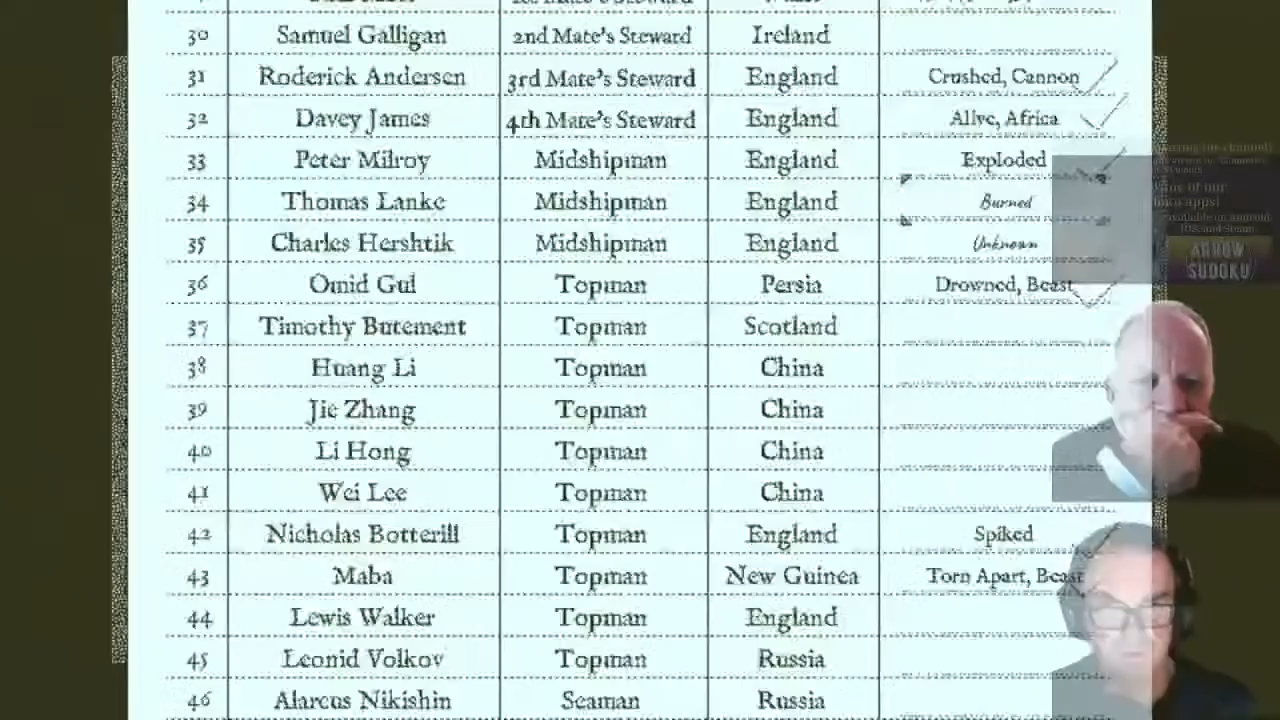 30 Samuel Galligan 2nd Mate's Steward Ireland
31 Roderick Andersen 3rd Mate's Steward England Crushed, Cannon
32 Davey James 4th Mate's Steward England Alive, Africa
33 Peter Milroy Midshipman England Exploded
34 Thomas Lanke Midshipman England Burned
35 Charles Hershtik Midshipman England Unknown
36 Omid Gul Topman Persia Drowned, Beast
37 Timothy Butement Topman Scotland
38 Huang Li Topman China
39 Jie Zhang Topman China
40 Li Hong Topman China
41 Wei Lee Topman China
42 Nicholas Botterill Topman England Spiked
43 Maba Topman New Guinea Torn Apart, Beast
44 Lewis Walker Topman England
45 Leonid Volkov Topman Russia
46 Alarcus Nikishin Seaman Russia
ARROW
SUDOKU